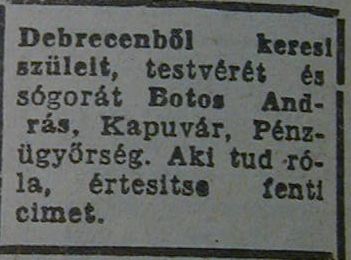 Debrecenből keresi
szüleit, testvérét és
sógorát Botos And-
rás, Kapuvár, Pénz-
ügyőrség. Aki tud ró-
la, értesitse fenti
cimet.